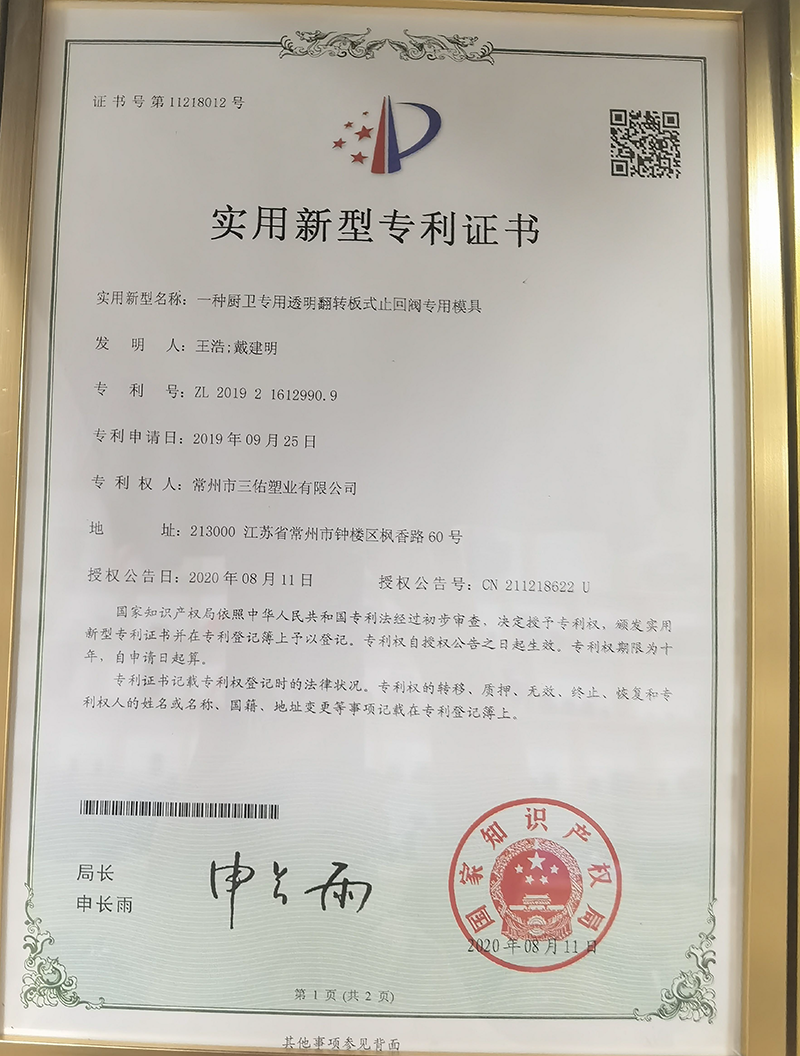 证书号第11218012号
实用新型专利证书
实用新型名称：一种厨卫专用透明翻转板式止回阀专用模具
发明人：王浩;戴建明
专利号：ZL 2019 2 1612990.9
专利申请日：2019年09月25日
专利权人：常州市三佑塑业有限公司
地址：213000 江苏省常州市钟楼区枫香路60号
授权公告日：2020年08月11日 授权公告号：CN 211218622 U
国家知识产权局依照中华人民共和国专利法经过初步审查，决定授予专利权，颁发实用
新型专利证书并在专利登记簿上予以登记。专利权自授权公告之日起生效。专利权期限为十
年，自申请日起算。
专利证书记载专利权登记时的法律状况。专利权的转移、质押、无效、终止、恢复和专
利权人的姓名或名称、国籍、地址变更等事项记载在专利登记簿上。
局长
申长雨
申长雨
国家知识产权局
2020年08月11日
第1页(共2页)
其他事项参见背面